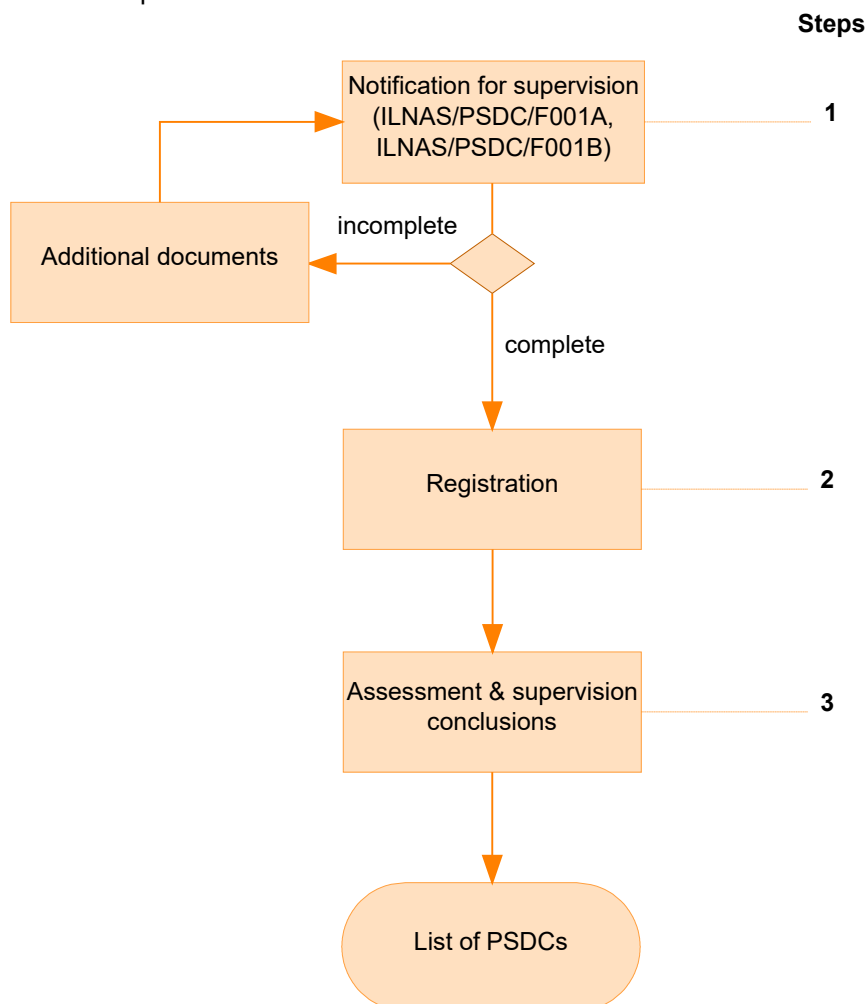 Steps
Notification for supervision
(ILNAS/PSDC/F001A,
ILNAS/PSDC/F001B)
1
incomplete
Additional documents
complete
Registration
2
Assessment & supervision
conclusions
3
List of PSDCs